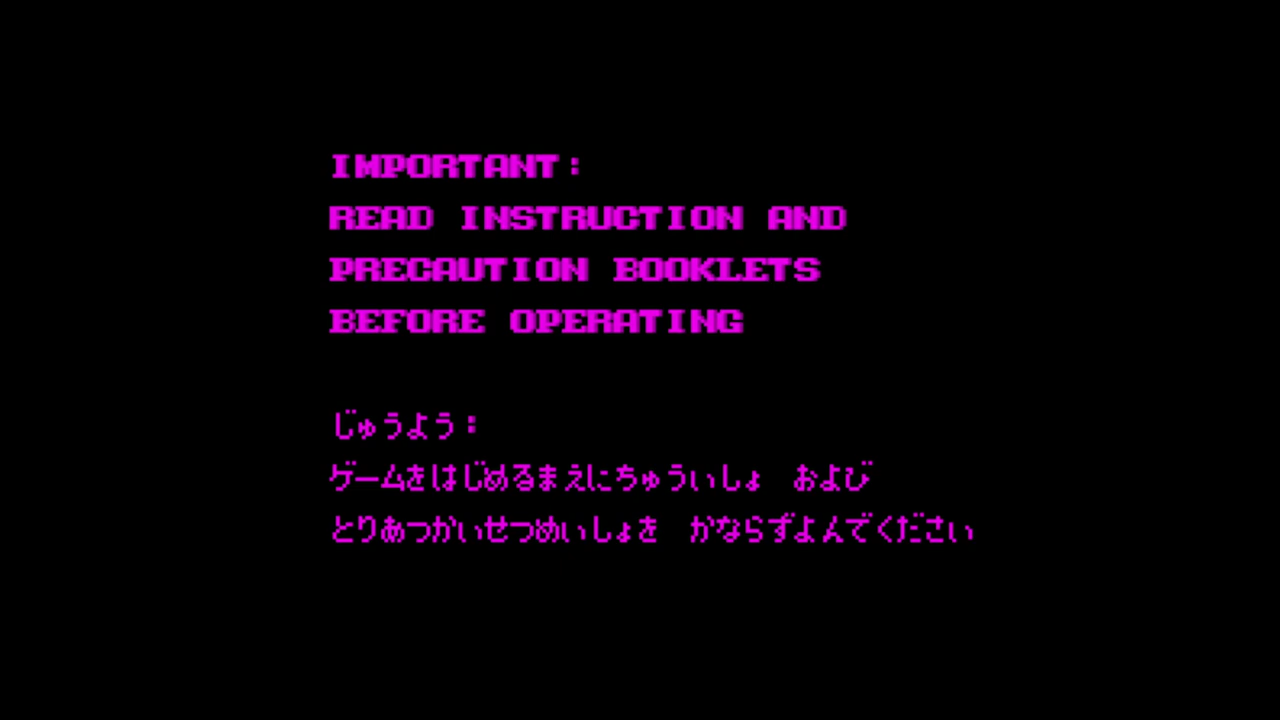 IMPORTANT:
READ INSTRUCTION AND
PRECAUTION BOOKLETS
BEFORE OPERATING
じゅうよう:
ゲームをはじめるまえにちゅういしょ　および
とりあつかいせつめいしょを　かならずよんでください